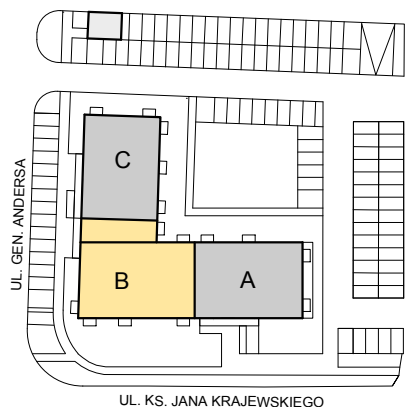 C
UL. GEN. ANDERSA
B
A
UL. KS. JANA KRAJEWSKIEGO